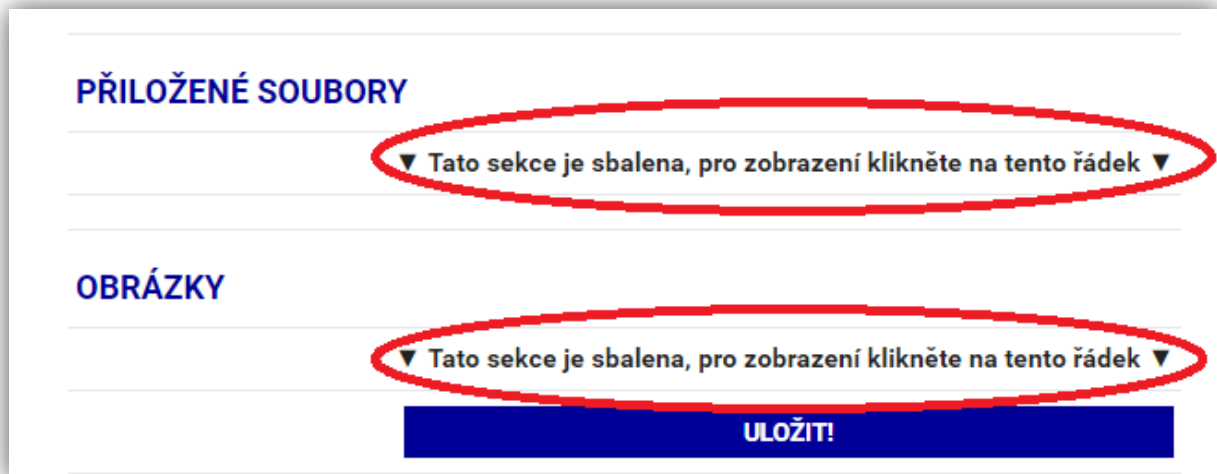 PŘILOŽENÉ SOUBORY
▼ Tato sekce je sbalena, pro zobrazení klikněte na tento řádek ▼
OBRÁZKY
▼ Tato sekce je sbalena, pro zobrazení klikněte na tento řádek ▼
ULOŽIT!